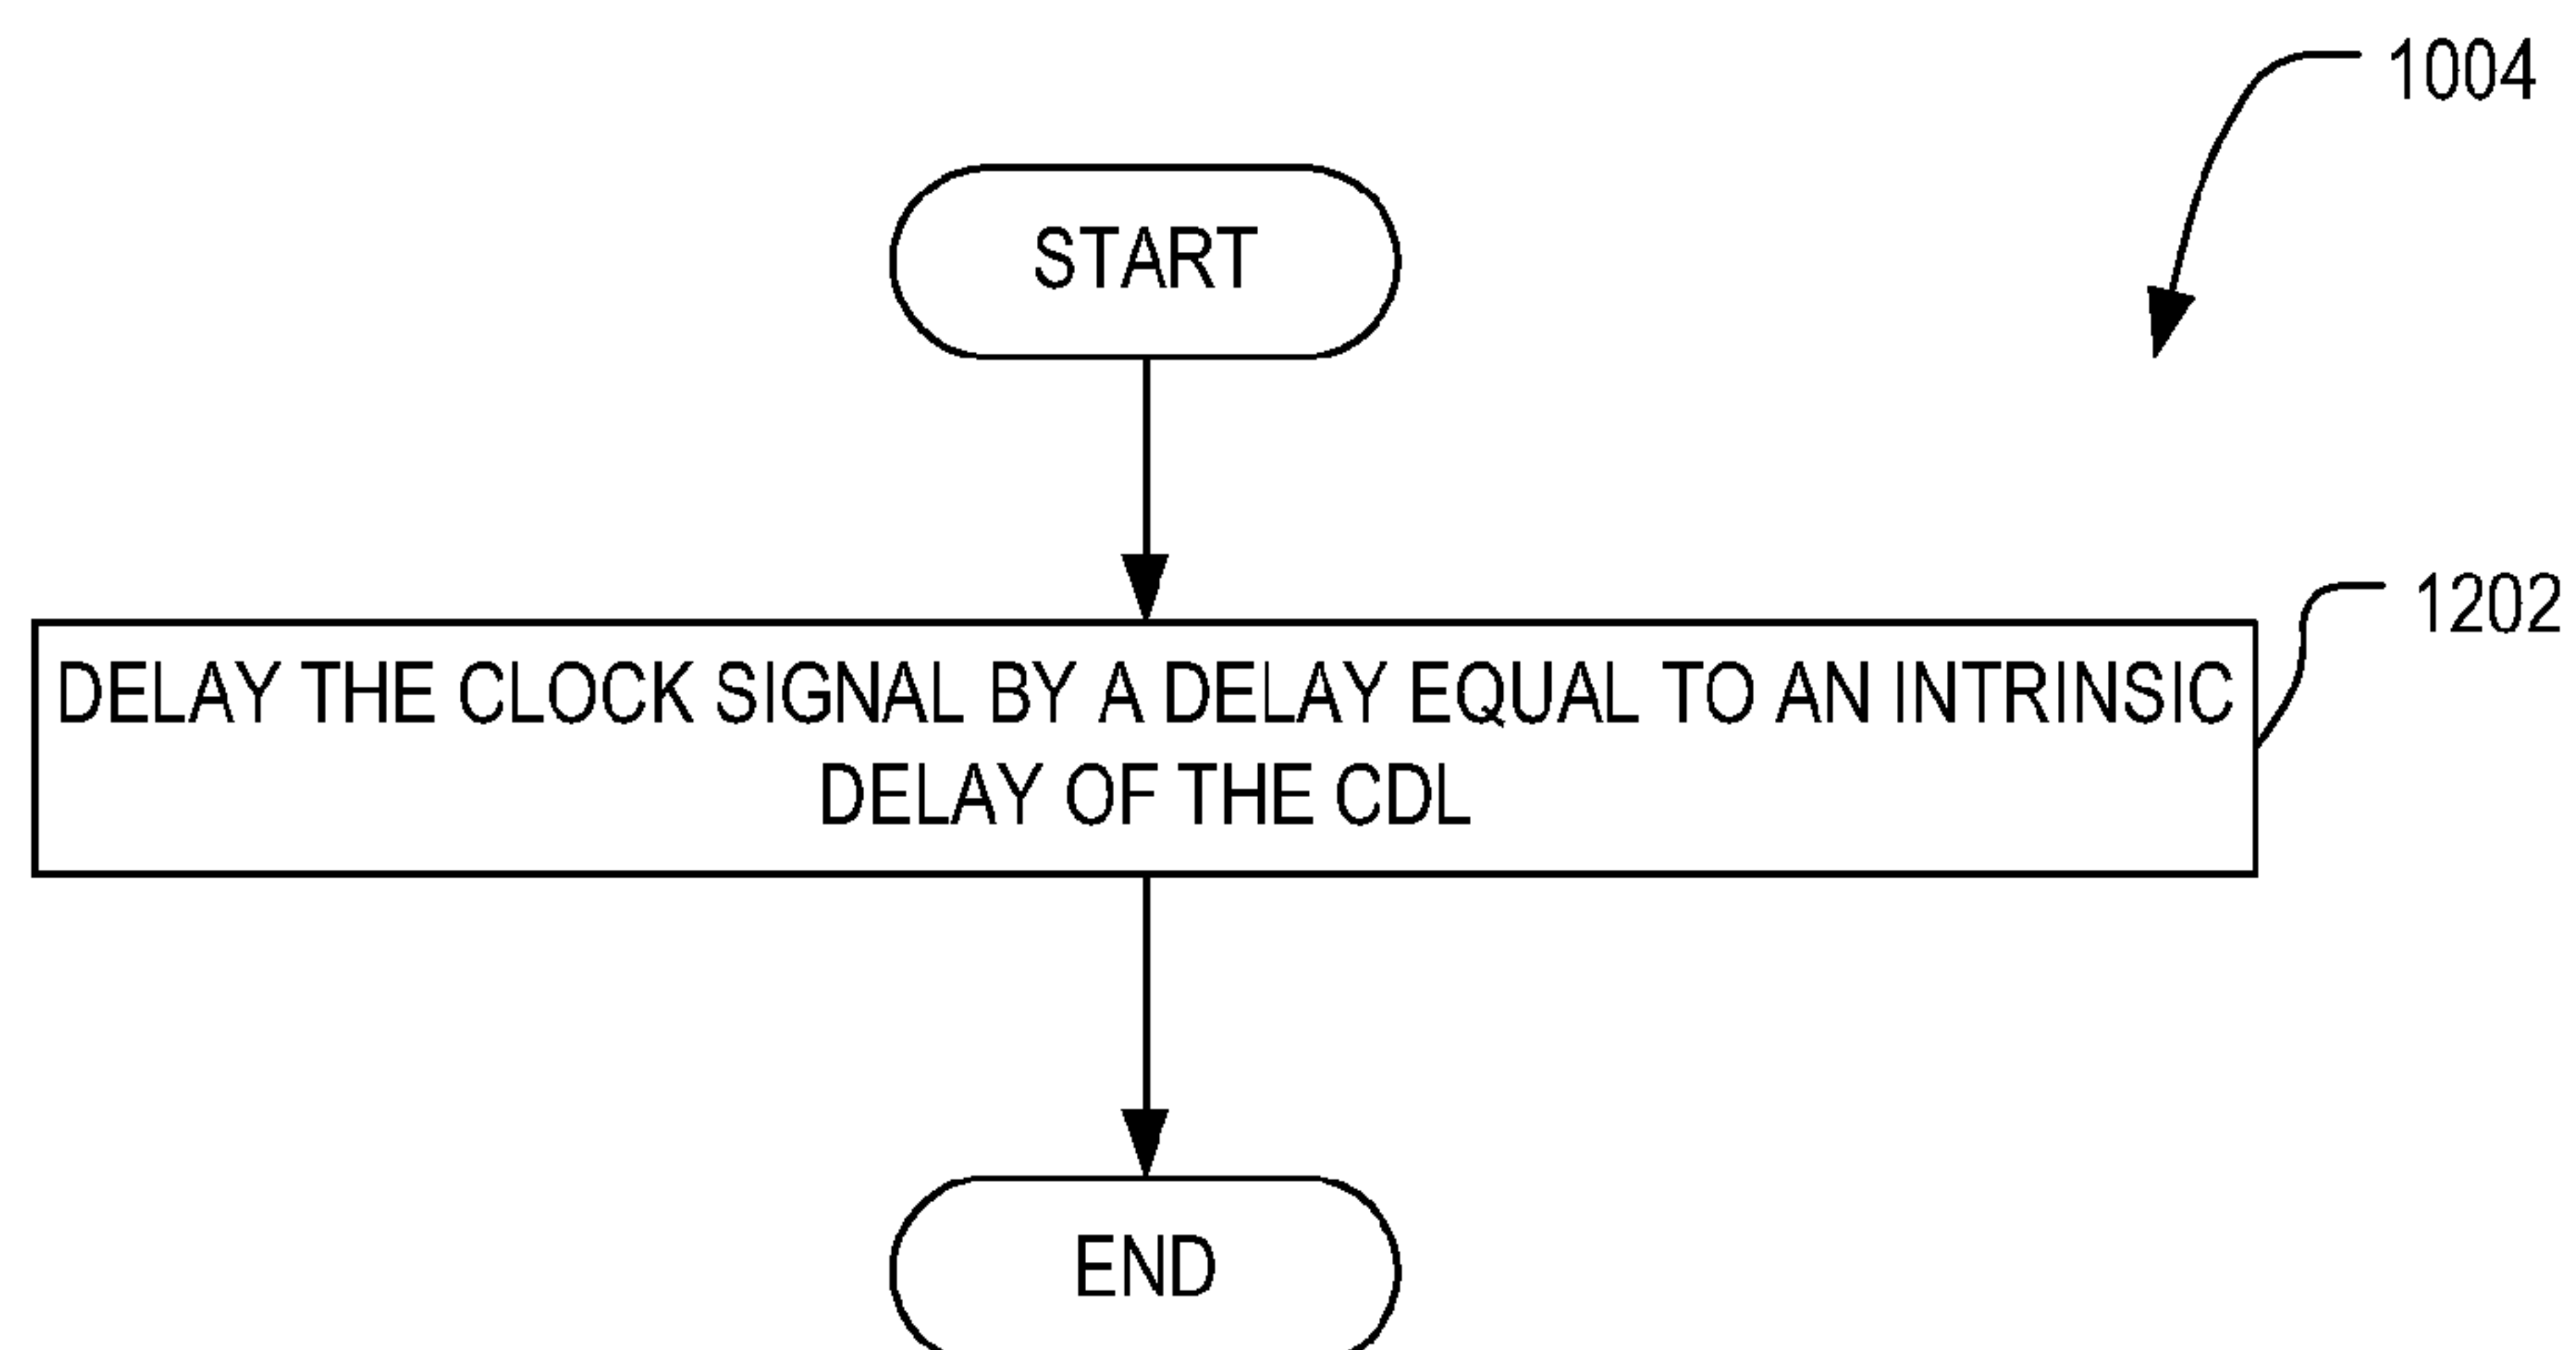 1004
START
1202
DELAY THE CLOCK SIGNAL BY A DELAY EQUAL TO AN INTRINSIC
DELAY OF THE CDL
END